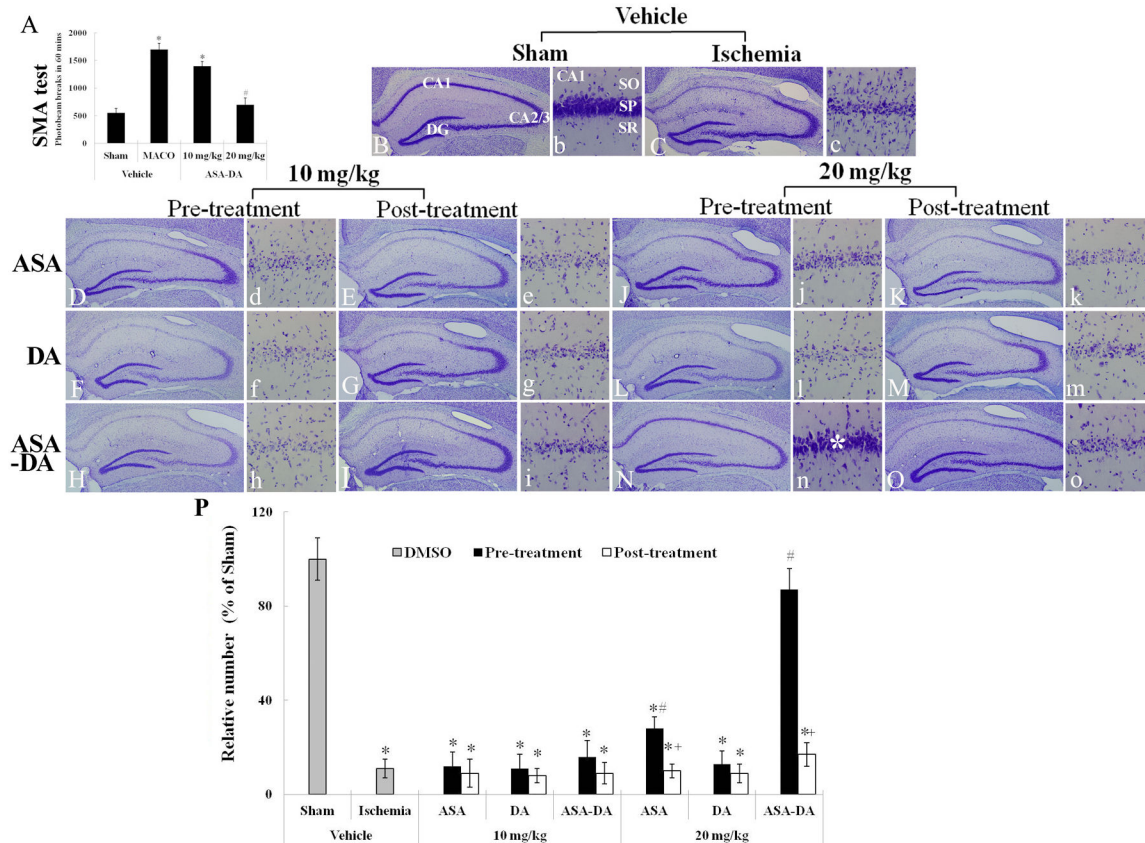 A
SMA test
Photobeam breaks in 60 mins
2000
1600
1200
800
400
0
*
*
#
Sham
MACO
10 mg/kg
20 mg/kg
Vehicle
ASA-DA
Vehicle
Sham
Ischemia
CA1
CA2/3
DG
B
CA1
SO
SP
SR
b
C
c
10 mg/kg
20 mg/kg
Pre-treatment
Post-treatment
Pre-treatment
Post-treatment
ASA
D
d
E
e
J
j
K
k
DA
F
f
G
g
L
l
M
m
ASA
-DA
H
h
I
i
N
*
n
O
o
P
Relative number (% of Sham)
120
80
40
0
DMSO
Pre-treatment
Post-treatment
*
*
*
*
*
*
*
*#
*+
*
*
#
*+
Sham
Ischemia
ASA
DA
ASA-DA
ASA
DA
ASA-DA
Vehicle
10 mg/kg
20 mg/kg